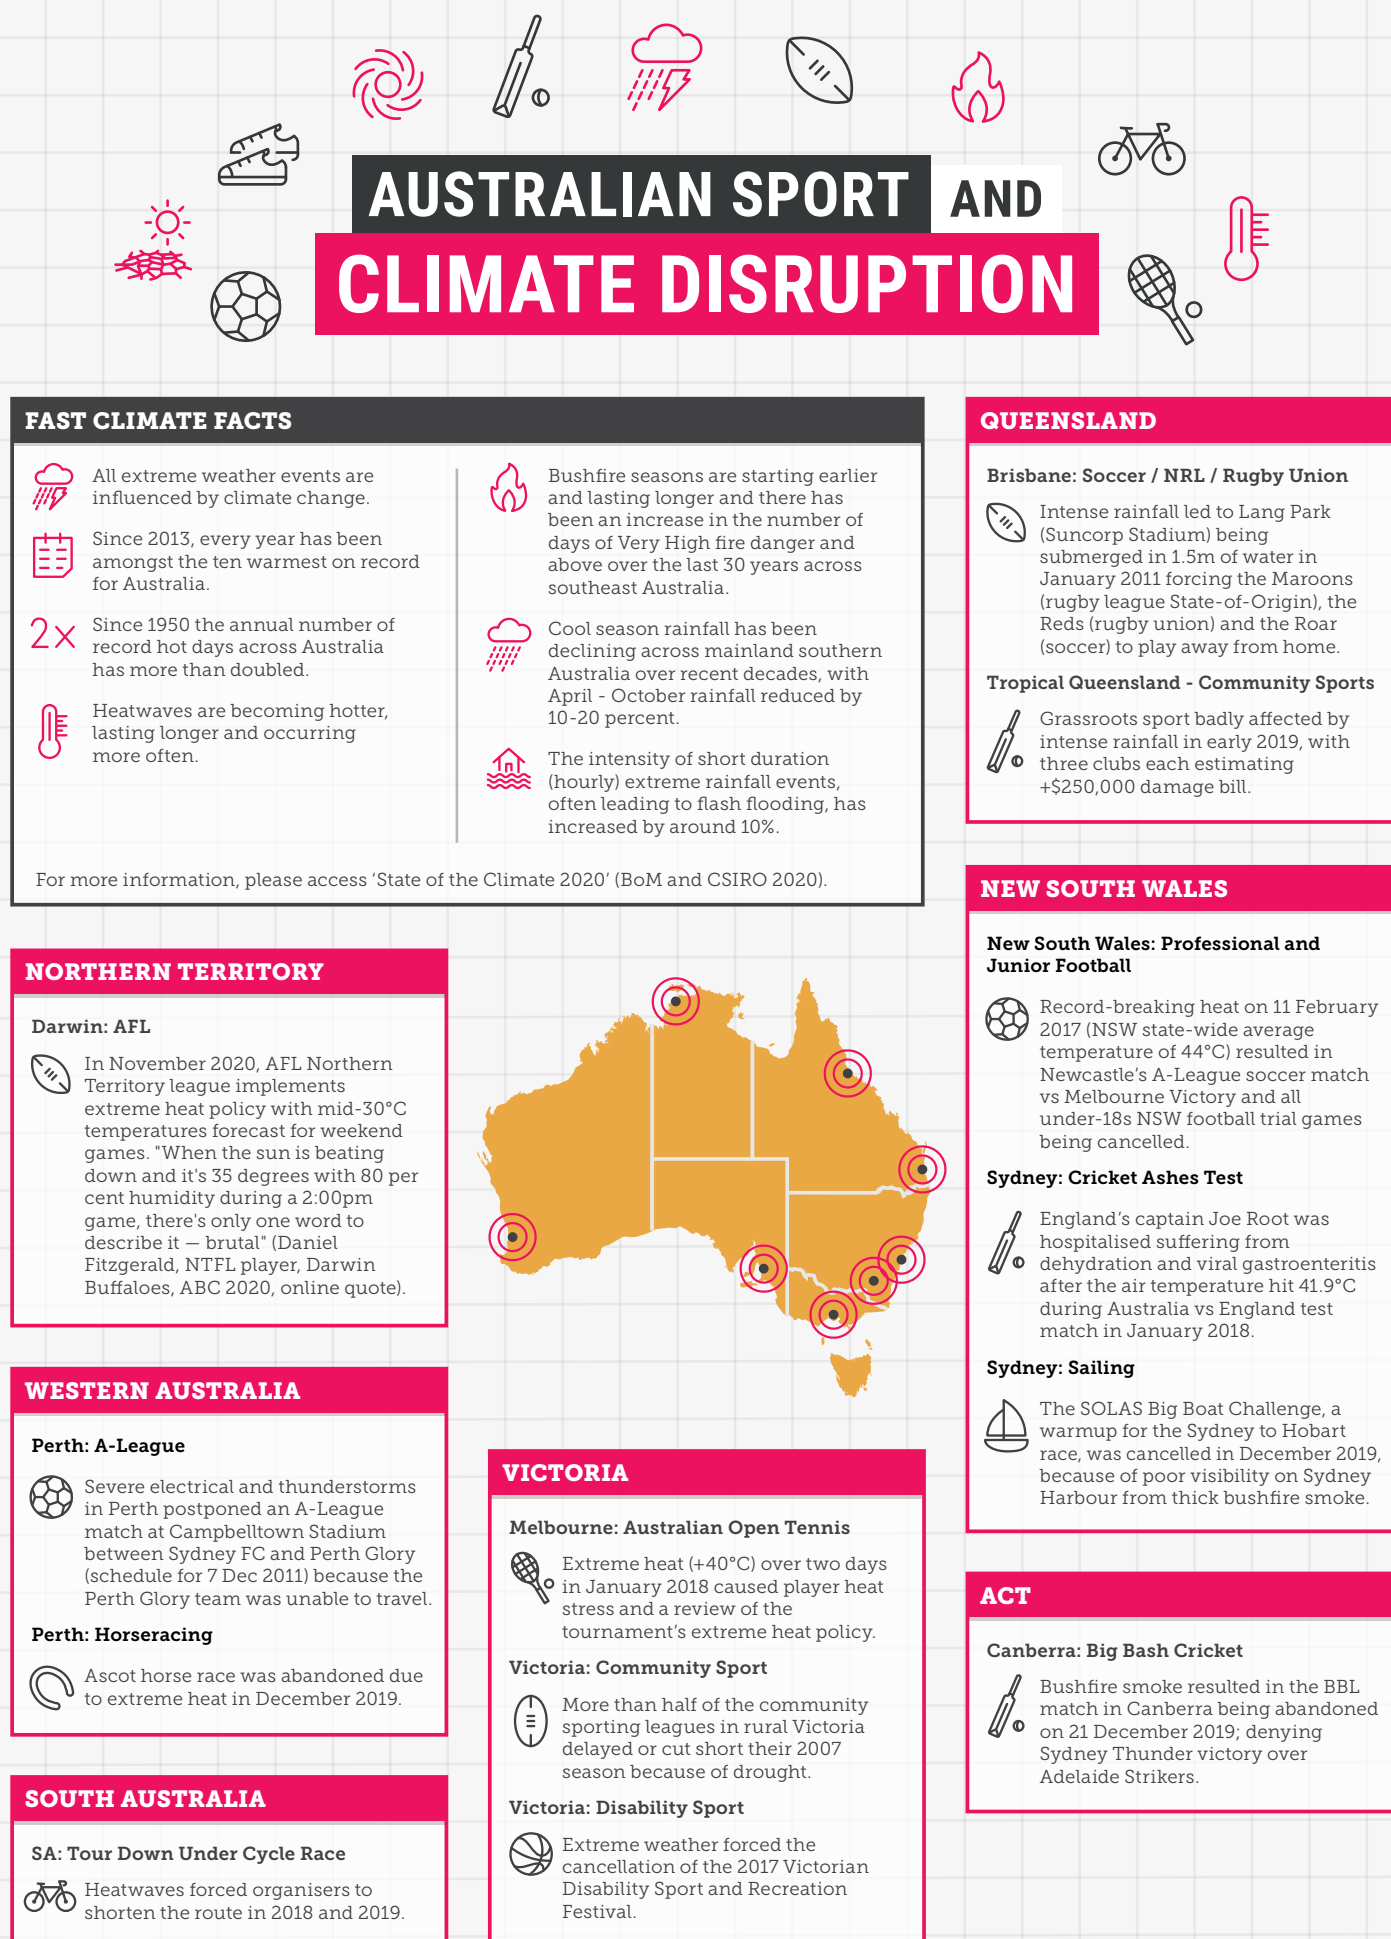 AUSTRALIAN SPORT AND
CLIMATE DISRUPTION
FAST CLIMATE FACTS
All extreme weather events are
influenced by climate change.
Since 2013, every year has been
amongst the ten warmest on record
for Australia.
2x
Since 1950 the annual number of
record hot days across Australia
has more than doubled.
Heatwaves are becoming hotter,
lasting longer and occurring
more often.
Bushfire seasons are starting earlier
and lasting longer and there has
been an increase in the number of
days of Very High fire danger and
above over the last 30 years across
southeast Australia.
Cool season rainfall has been
declining across mainland southern
Australia over recent decades, with
April - October rainfall reduced by
10-20 percent.
The intensity of short duration
(hourly) extreme rainfall events,
often leading to flash flooding, has
increased by around 10%.
For more information, please access ‘State of the Climate 2020’ (BoM and CSIRO 2020).
QUEENSLAND
Brisbane: Soccer / NRL / Rugby Union
Intense rainfall led to Lang Park
(Suncorp Stadium) being
submerged in 1.5m of water in
January 2011 forcing the Maroons
(rugby league State-of-Origin), the
Reds (rugby union) and the Roar
(soccer) to play away from home.
Tropical Queensland - Community Sports
Grassroots sport badly affected by
intense rainfall in early 2019, with
three clubs each estimating
+$250,000 damage bill.
NEW SOUTH WALES
New South Wales: Professional and
Junior Football
Record-breaking heat on 11 February
2017 (NSW state-wide average
temperature of 44°C) resulted in
Newcastle’s A-League soccer match
vs Melbourne Victory and all
under-18s NSW football trial games
being cancelled.
Sydney: Cricket Ashes Test
England’s captain Joe Root was
hospitalised suffering from
dehydration and viral gastroenteritis
after the air temperature hit 41.9°C
during Australia vs England test
match in January 2018.
Sydney: Sailing
The SOLAS Big Boat Challenge, a
warmup for the Sydney to Hobart
race, was cancelled in December 2019,
because of poor visibility on Sydney
Harbour from thick bushfire smoke.
ACT
Canberra: Big Bash Cricket
Bushfire smoke resulted in the BBL
match in Canberra being abandoned
on 21 December 2019; denying
Sydney Thunder victory over
Adelaide Strikers.
NORTHERN TERRITORY
Darwin: AFL
In November 2020, AFL Northern
Territory league implements
extreme heat policy with mid-30°C
temperatures forecast for weekend
games. "When the sun is beating
down and it's 35 degrees with 80 per
cent humidity during a 2:00pm
game, there's only one word to
describe it — brutal" (Daniel
Fitzgerald, NTFL player, Darwin
Buffaloes, ABC 2020, online quote).
WESTERN AUSTRALIA
Perth: A-League
Severe electrical and thunderstorms
in Perth postponed an A-League
match at Campbelltown Stadium
between Sydney FC and Perth Glory
(schedule for 7 Dec 2011) because the
Perth Glory team was unable to travel.
Perth: Horseracing
Ascot horse race was abandoned due
to extreme heat in December 2019.
SOUTH AUSTRALIA
SA: Tour Down Under Cycle Race
Heatwaves forced organisers to
shorten the route in 2018 and 2019.
VICTORIA
Melbourne: Australian Open Tennis
Extreme heat (+40°C) over two days
in January 2018 caused player heat
stress and a review of the
tournament’s extreme heat policy.
Victoria: Community Sport
More than half of the community
sporting leagues in rural Victoria
delayed or cut short their 2007
season because of drought.
Victoria: Disability Sport
Extreme weather forced the
cancellation of the 2017 Victorian
Disability Sport and Recreation
Festival.